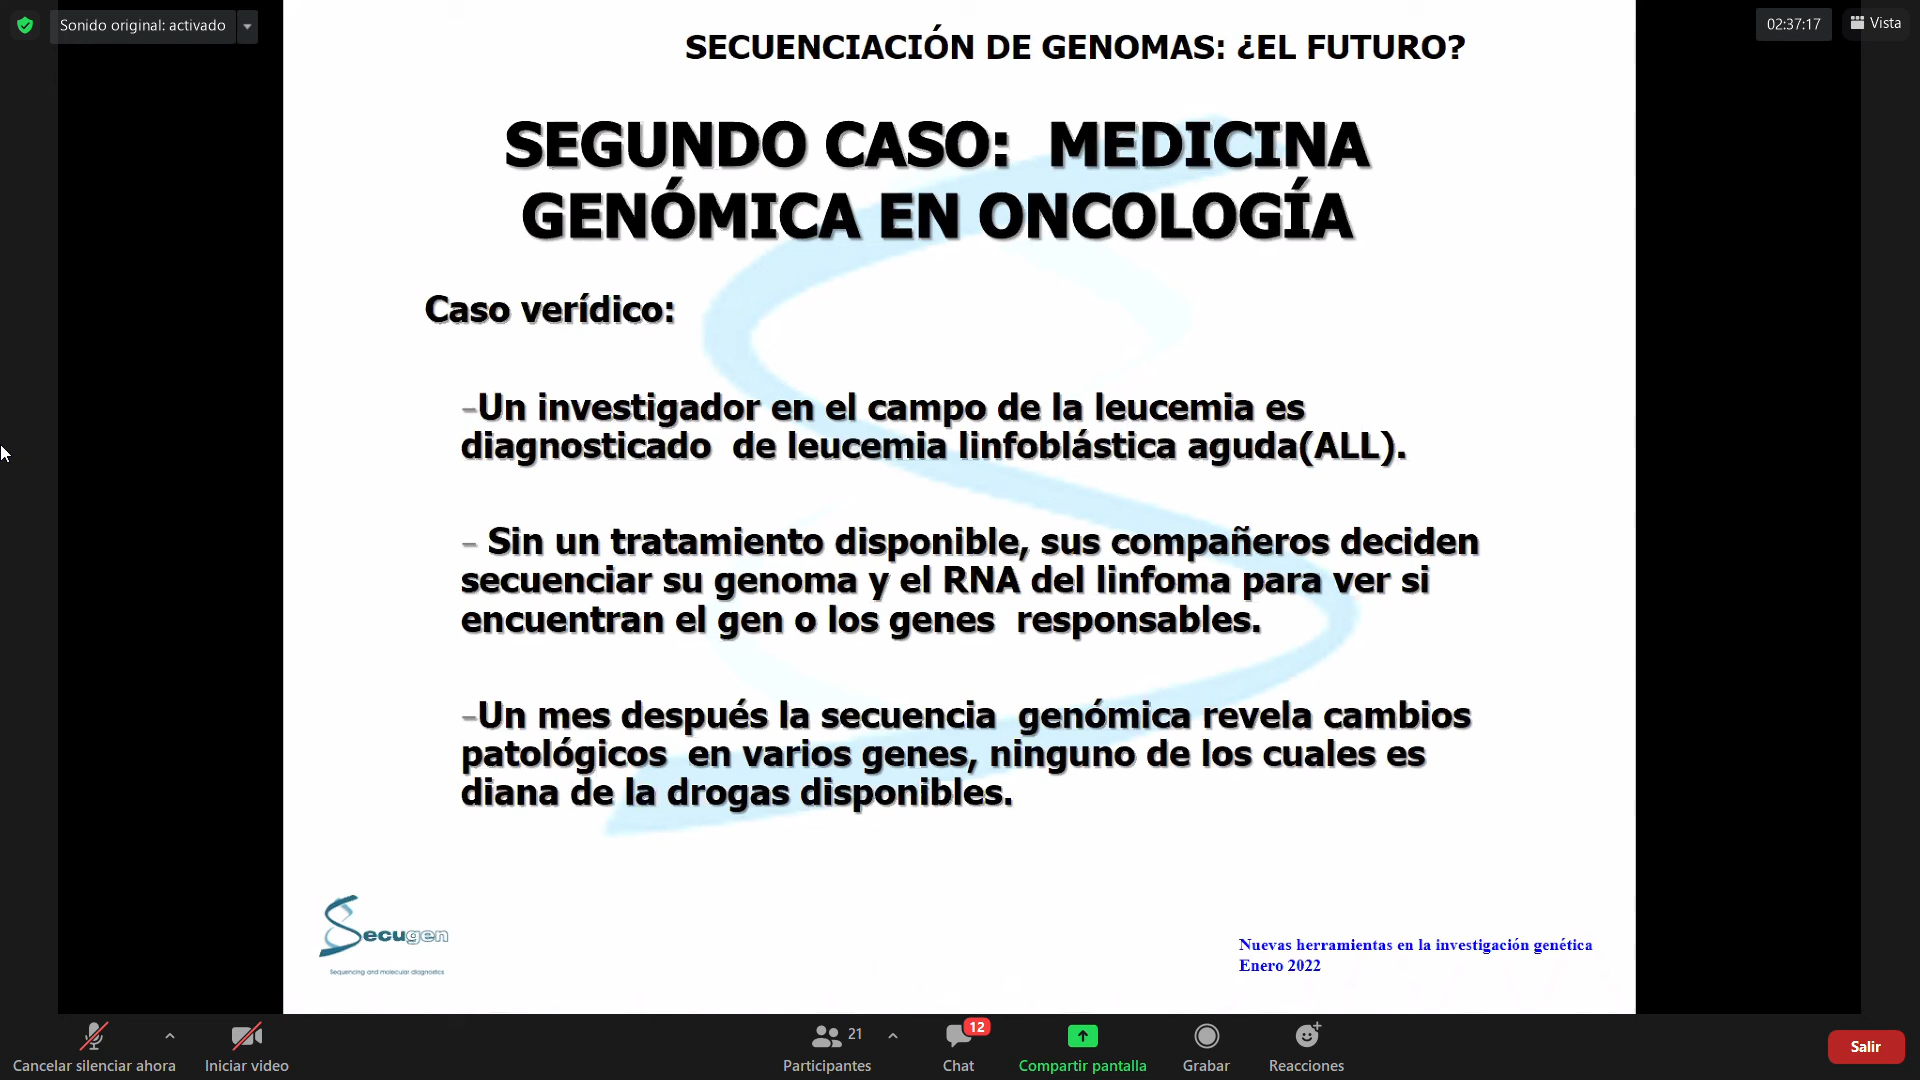 Sonido original: activado
02:37:17
Vista
SECUENCIACIÓN DE GENOMAS: ¿EL FUTURO?
SEGUNDO CASO: MEDICINA
GENÓMICA EN ONCOLOGÍA
Caso verídico:
–Un investigador en el campo de la leucemia es
diagnosticado de leucemia linfoblástica aguda(ALL).
– Sin un tratamiento disponible, sus compañeros deciden
secuenciar su genoma y el RNA del linfoma para ver si
encuentran el gen o los genes responsables.
–Un mes después la secuencia genómica revela cambios
patológicos en varios genes, ninguno de los cuales es
diana de la drogas disponibles.
Secugen
Sequencing and molecular diagnostics
Nuevas herramientas en la investigación genética
Enero 2022
Cancelar silenciar ahora
Iniciar video
21
Participantes
12
Chat
Compartir pantalla
Grabar
Reacciones
Salir